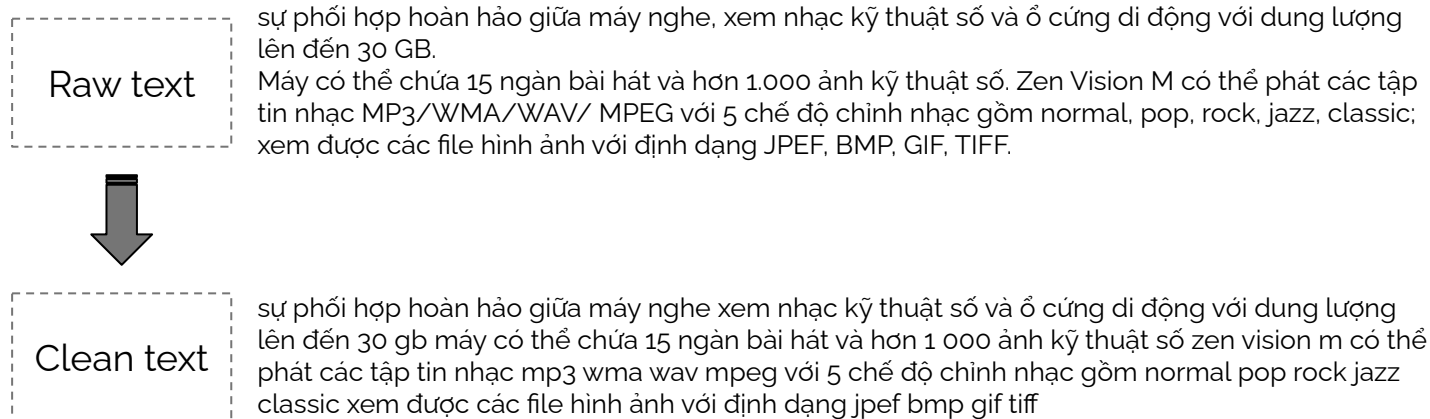 sự phối hợp hoàn hảo giữa máy nghe, xem nhạc kỹ thuật số và ổ cứng di động với dung lượng
lên đến 30 GB.
Raw text
Máy có thể chứa 15 ngàn bài hát và hơn 1.000 ảnh kỹ thuật số. Zen Vision M có thể phát các tập
tin nhạc MP3/WMA/WAV/ MPEG với 5 chế độ chỉnh nhạc gồm normal, pop, rock, jazz, classic;
xem được các file hình ảnh với định dạng JPEF, BMP, GIF, TIFF.
sự phối hợp hoàn hảo giữa máy nghe xem nhạc kỹ thuật số và ổ cứng di động với dung lượng
lên đến 30 gb máy có thể chứa 15 ngàn bài hát và hơn 1 000 ảnh kỹ thuật số zen vision m có thể
Clean text
phát các tập tin nhạc mp3 wma wav mpeg với 5 chế độ chỉnh nhạc gồm normal pop rock jazz
classic xem được các file hình ảnh với định dạng jpef bmp gif tiff